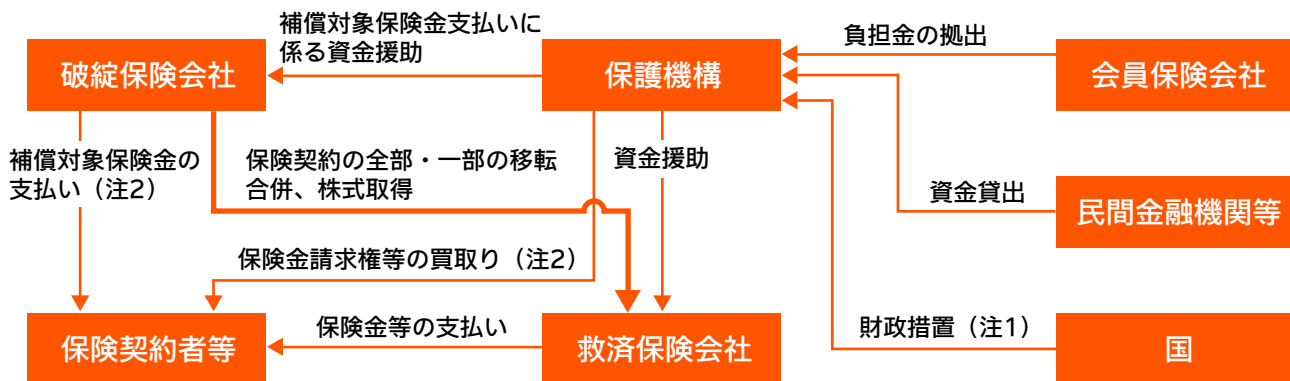 補償対象保険金支払いに
係る資金援助
負担金の拠出
破綻保険会社
保護機構
会員保険会社
補償対象保険金の
支払い（注2）
保険契約の全部・一部の移転
合併、株式取得
資金援助
資金貸出
民間金融機関等
保険金請求権等の買取り（注2）
保険契約者等
保険金等の支払い
救済保険会社
財政措置（注1）
国